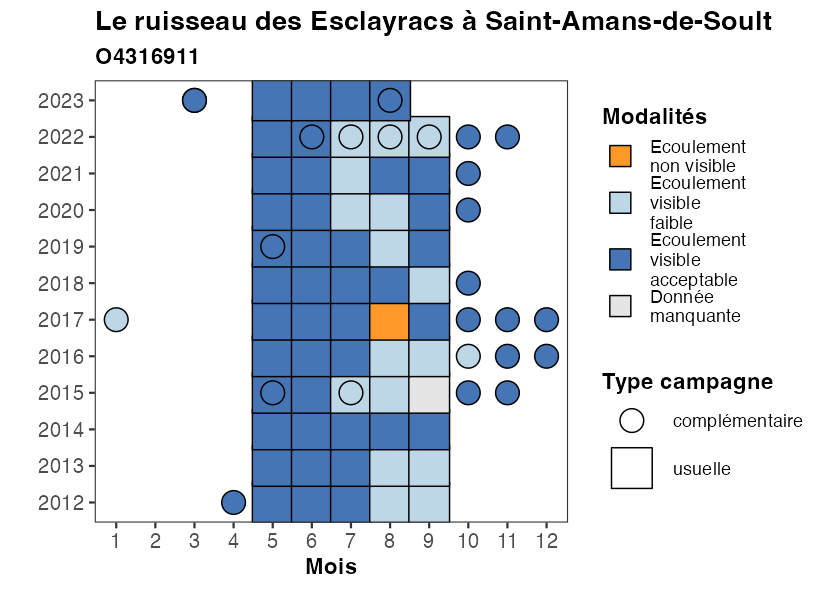 Le ruisseau des Esclayracs à Saint-Amans-de-Soult
O4316911
2023
2022
2021
2020
2019
2018
2017
2016
2015
2014
2013
2012
1 2 3 4 5 6 7 8 9 10 11 12
Mois
Modalités
Ecoulement
non visible
Ecoulement
visible
faible
Ecoulement
visible
acceptable
Donnée
manquante
Type campagne
complémentaire
usuelle